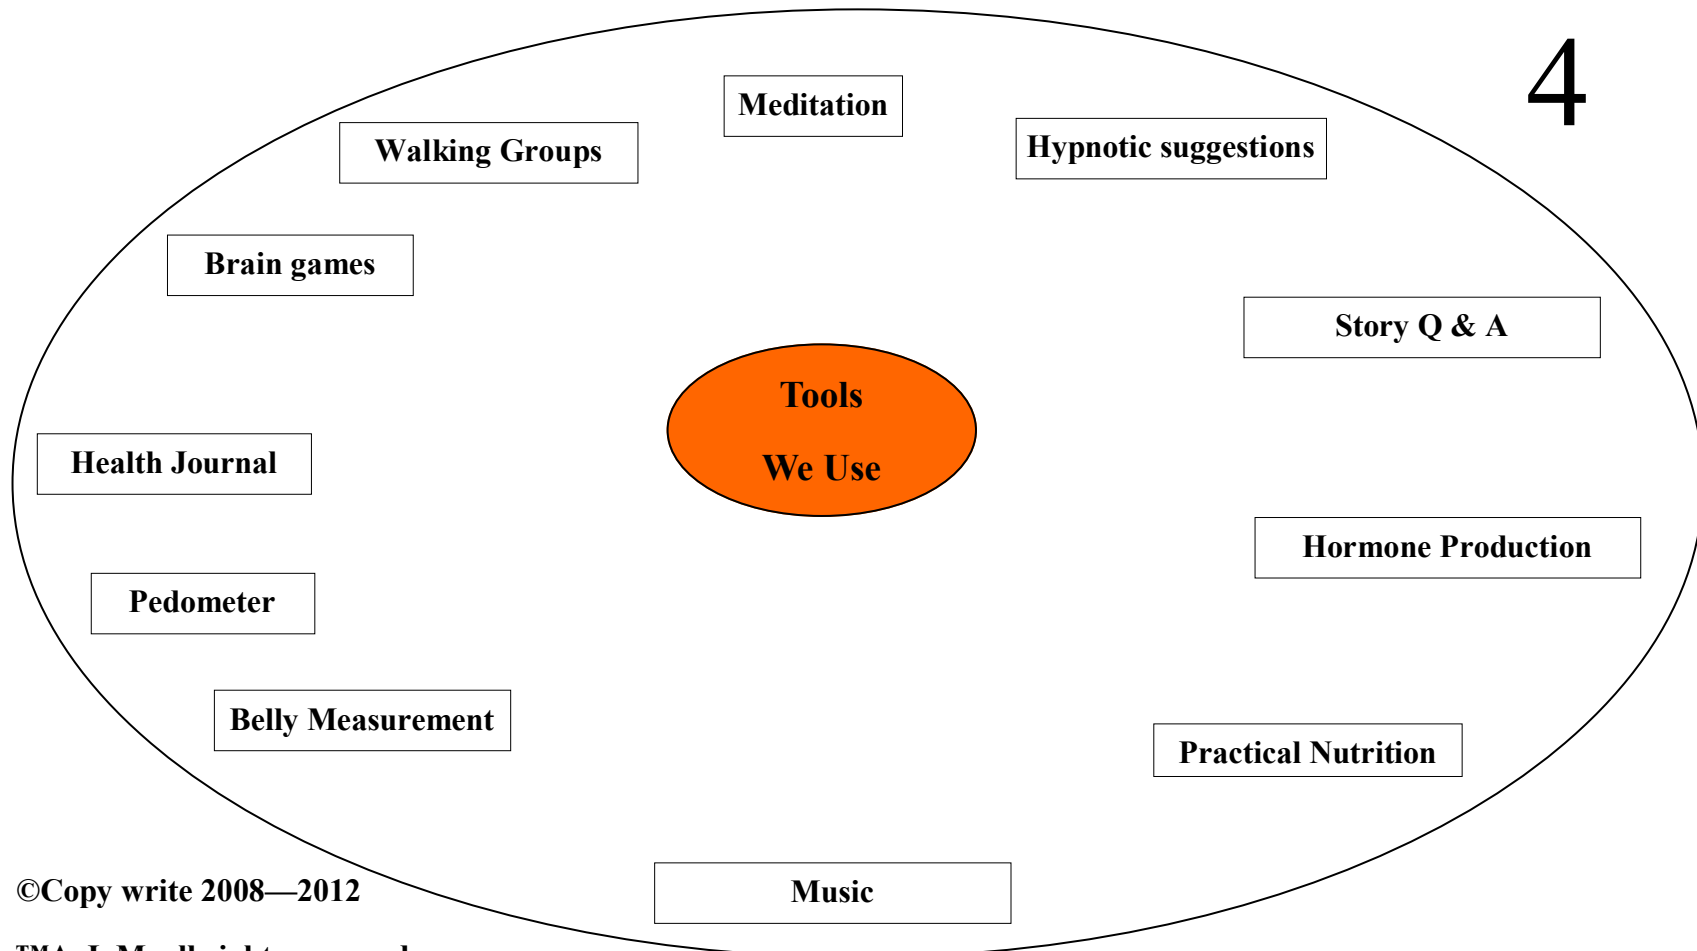 4
Meditation
Hypnotic suggestions
Walking Groups
Brain games
Story Q & A
Tools
We Use
Health Journal
Hormone Production
Pedometer
Belly Measurement
Practical Nutrition
Music
©Copy write 2008—2012